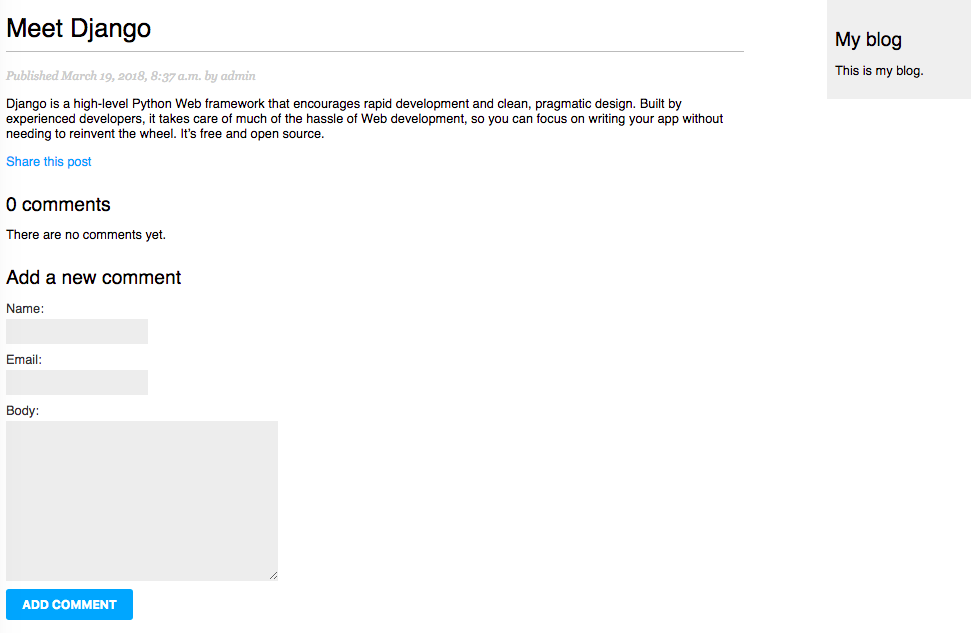 Meet Django
Published March 19, 2018, 8:37 a.m. by admin
Django is a high-level Python Web framework that encourages rapid development and clean, pragmatic design. Built by
experienced developers, it takes care of much of the hassle of Web development, so you can focus on writing your app without
needing to reinvent the wheel. It’s free and open source.
Share this post
0 comments
There are no comments yet.
Add a new comment
Name:
Email:
Body:
ADD COMMENT
My blog
This is my blog.